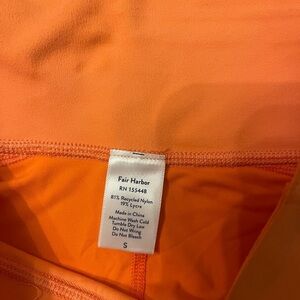 Fair Harbor
RN 155448
81% Recycled Nylon
19% Lycra
Made in China
Machine Wash Cold
Tumble Dry Low
Do Not Wring
Do Not Bleach
S